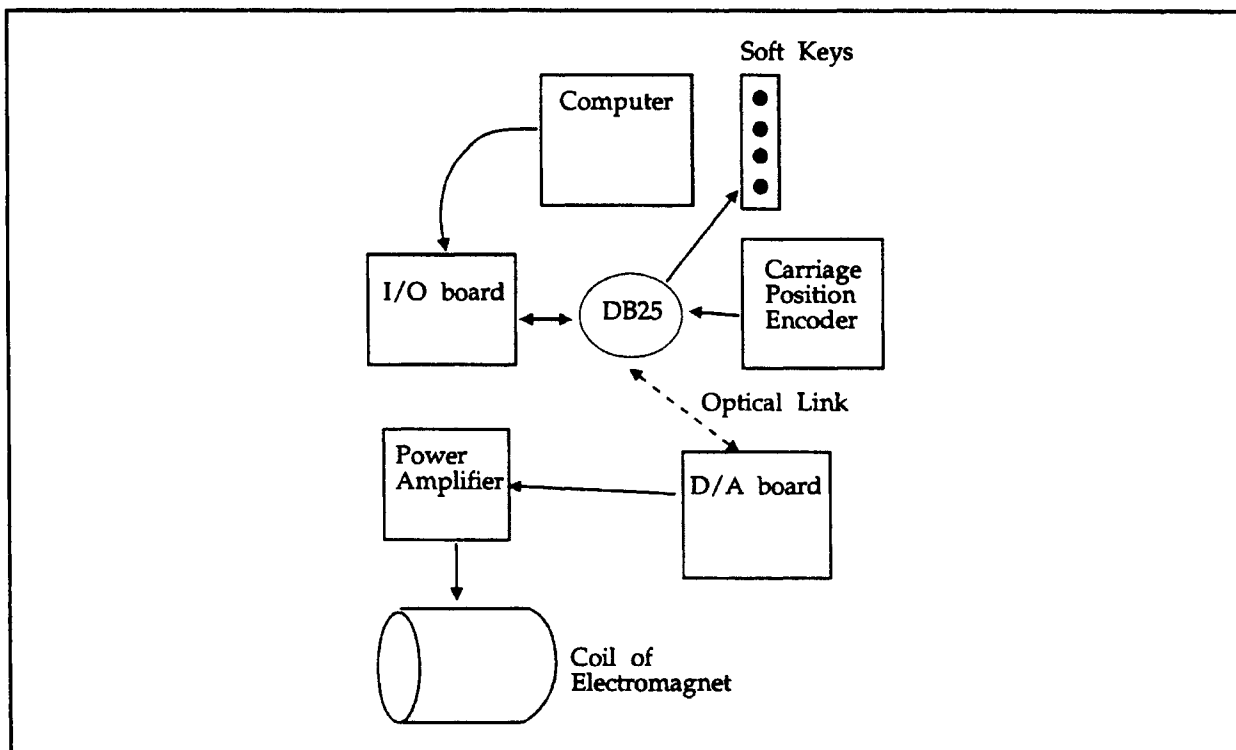 Soft Keys
Computer
I/O board
DB25
Carriage
Position
Encoder
Optical Link
Power
Amplifier
D/A board
Coil of
Electromagnet